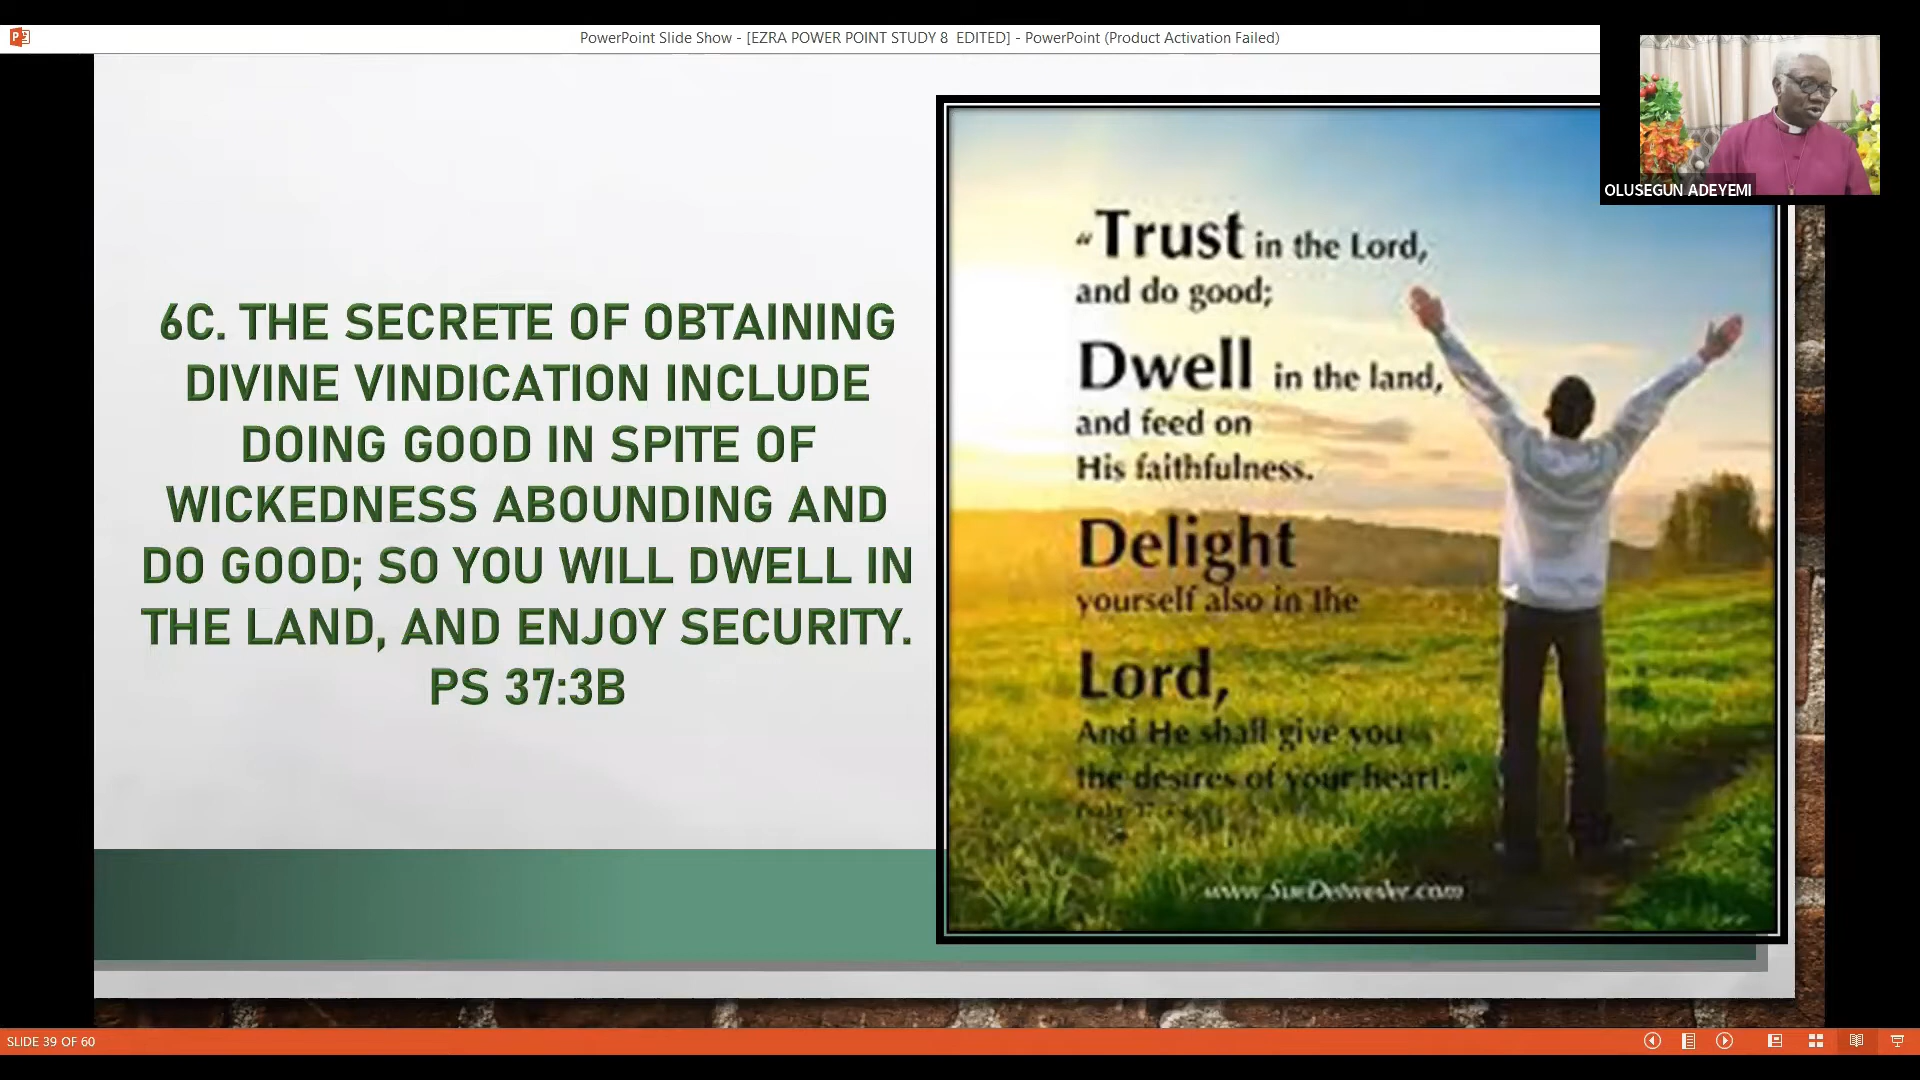 PowerPoint Slide Show - [EZRA POWER POINT STUDY 8 EDITED] - PowerPoint (Product Activation Failed)
OLUSEGUN ADEYEMI
6C. THE SECRETE OF OBTAINING
DIVINE VINDICATION INCLUDE
DOING GOOD IN SPITE OF
WICKEDNESS ABOUNDING AND
DO GOOD; SO YOU WILL DWELL IN
THE LAND, AND ENJOY SECURITY.
PS 37:3B
"Trust in the Lord,
and do good;
Dwell in the land,
and feed on
His faithfulness.
Delight
yourself also in the
Lord,
And He shall give you
the desires of your heart."
SLIDE 39 OF 60